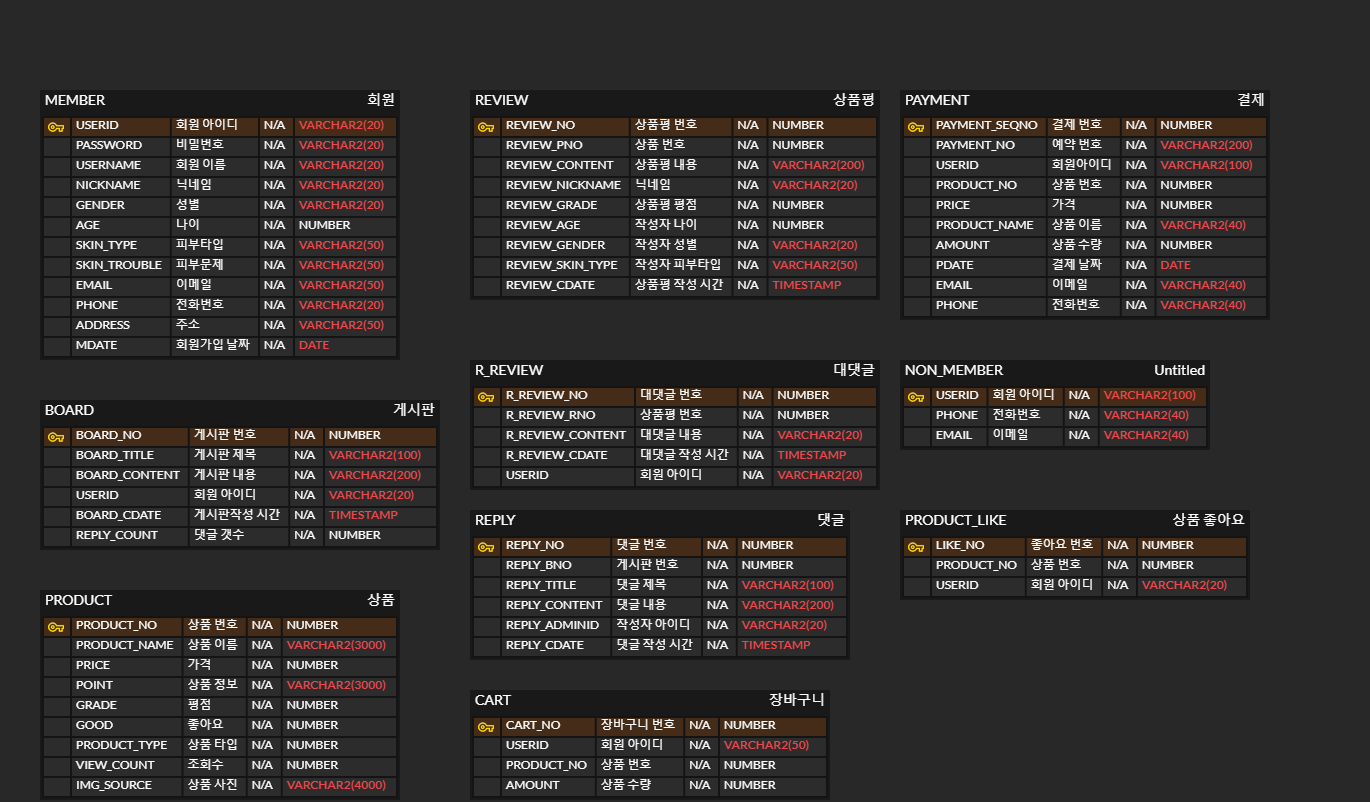 MEMBER 회원
USERID 회원 아이디 N/A VARCHAR2(20)
PASSWORD 비밀번호 N/A VARCHAR2(20)
USERNAME 회원 이름 N/A VARCHAR2(20)
NICKNAME 닉네임 N/A VARCHAR2(20)
GENDER 성별 N/A VARCHAR2(20)
AGE 나이 N/A NUMBER
SKIN_TYPE 피부타입 N/A VARCHAR2(50)
SKIN_TROUBLE 피부문제 N/A VARCHAR2(50)
EMAIL 이메일 N/A VARCHAR2(50)
PHONE 전화번호 N/A VARCHAR2(20)
ADDRESS 주소 N/A VARCHAR2(50)
MDATE 회원가입 날짜 N/A DATE
BOARD 게시판
BOARD_NO 게시판 번호 N/A NUMBER
BOARD_TITLE 게시판 제목 N/A VARCHAR2(100)
BOARD_CONTENT 게시판 내용 N/A VARCHAR2(200)
USERID 회원 아이디 N/A VARCHAR2(20)
BOARD_CDATE 게시판작성 시간 N/A TIMESTAMP
REPLY_COUNT 댓글 갯수 N/A NUMBER
PRODUCT 상품
PRODUCT_NO 상품 번호 N/A NUMBER
PRODUCT_NAME 상품 이름 N/A VARCHAR2(3000)
PRICE 가격 N/A NUMBER
POINT 상품 정보 N/A VARCHAR2(3000)
GRADE 평점 N/A NUMBER
GOOD 좋아요 N/A NUMBER
PRODUCT_TYPE 상품 타입 N/A NUMBER
VIEW_COUNT 조회수 N/A NUMBER
IMG_SOURCE 상품 사진 N/A VARCHAR2(4000)
REVIEW 상품평
REVIEW_NO 상품평 번호 N/A NUMBER
REVIEW_PNO 상품 번호 N/A NUMBER
REVIEW_CONTENT 상품평 내용 N/A VARCHAR2(200)
REVIEW_NICKNAME 닉네임 N/A VARCHAR2(20)
REVIEW_GRADE 상품평 평점 N/A NUMBER
REVIEW_AGE 작성자 나이 N/A NUMBER
REVIEW_GENDER 작성자 성별 N/A VARCHAR2(20)
REVIEW_SKIN_TYPE 작성자 피부타입 N/A VARCHAR2(50)
REVIEW_CDATE 상품평 작성 시간 N/A TIMESTAMP
R_REVIEW 대댓글
R_REVIEW_NO 대댓글 번호 N/A NUMBER
R_REVIEW_RNO 상품평 번호 N/A NUMBER
R_REVIEW_CONTENT 대댓글 내용 N/A VARCHAR2(20)
R_REVIEW_CDATE 대댓글 작성 시간 N/A TIMESTAMP
USERID 회원 아이디 N/A VARCHAR2(20)
REPLY 댓글
REPLY_NO 댓글 번호 N/A NUMBER
REPLY_BNO 게시판 번호 N/A NUMBER
REPLY_TITLE 댓글 제목 N/A VARCHAR2(100)
REPLY_CONTENT 댓글 내용 N/A VARCHAR2(200)
REPLY_ADMINID 작성자 아이디 N/A VARCHAR2(20)
REPLY_CDATE 댓글 작성 시간 N/A TIMESTAMP
CART 장바구니
CART_NO 장바구니 번호 N/A NUMBER
USERID 회원 아이디 N/A VARCHAR2(50)
PRODUCT_NO 상품 번호 N/A NUMBER
AMOUNT 상품 수량 N/A NUMBER
PAYMENT 결제
PAYMENT_SEQNO 결제 번호 N/A NUMBER
PAYMENT_NO 예약 번호 N/A VARCHAR2(200)
USERID 회원아이디 N/A VARCHAR2(100)
PRODUCT_NO 상품 번호 N/A NUMBER
PRICE 가격 N/A NUMBER
PRODUCT_NAME 상품 이름 N/A VARCHAR2(40)
AMOUNT 상품 수량 N/A NUMBER
PDATE 결제 날짜 N/A DATE
EMAIL 이메일 N/A VARCHAR2(40)
PHONE 전화번호 N/A VARCHAR2(40)
NON_MEMBER Untitled
USERID 회원 아이디 N/A VARCHAR2(100)
PHONE 전화번호 N/A VARCHAR2(40)
EMAIL 이메일 N/A VARCHAR2(40)
PRODUCT_LIKE 상품 좋아요
LIKE_NO 좋아요 번호 N/A NUMBER
PRODUCT_NO 상품 번호 N/A NUMBER
USERID 회원 아이디 N/A VARCHAR2(20)